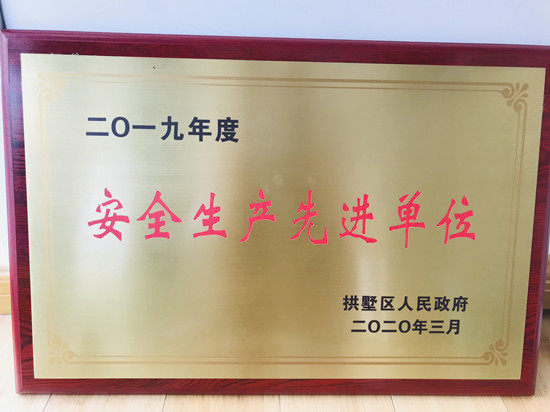 二〇一九年度
安全生产先进单位
拱墅区人民政府
二〇二〇年三月